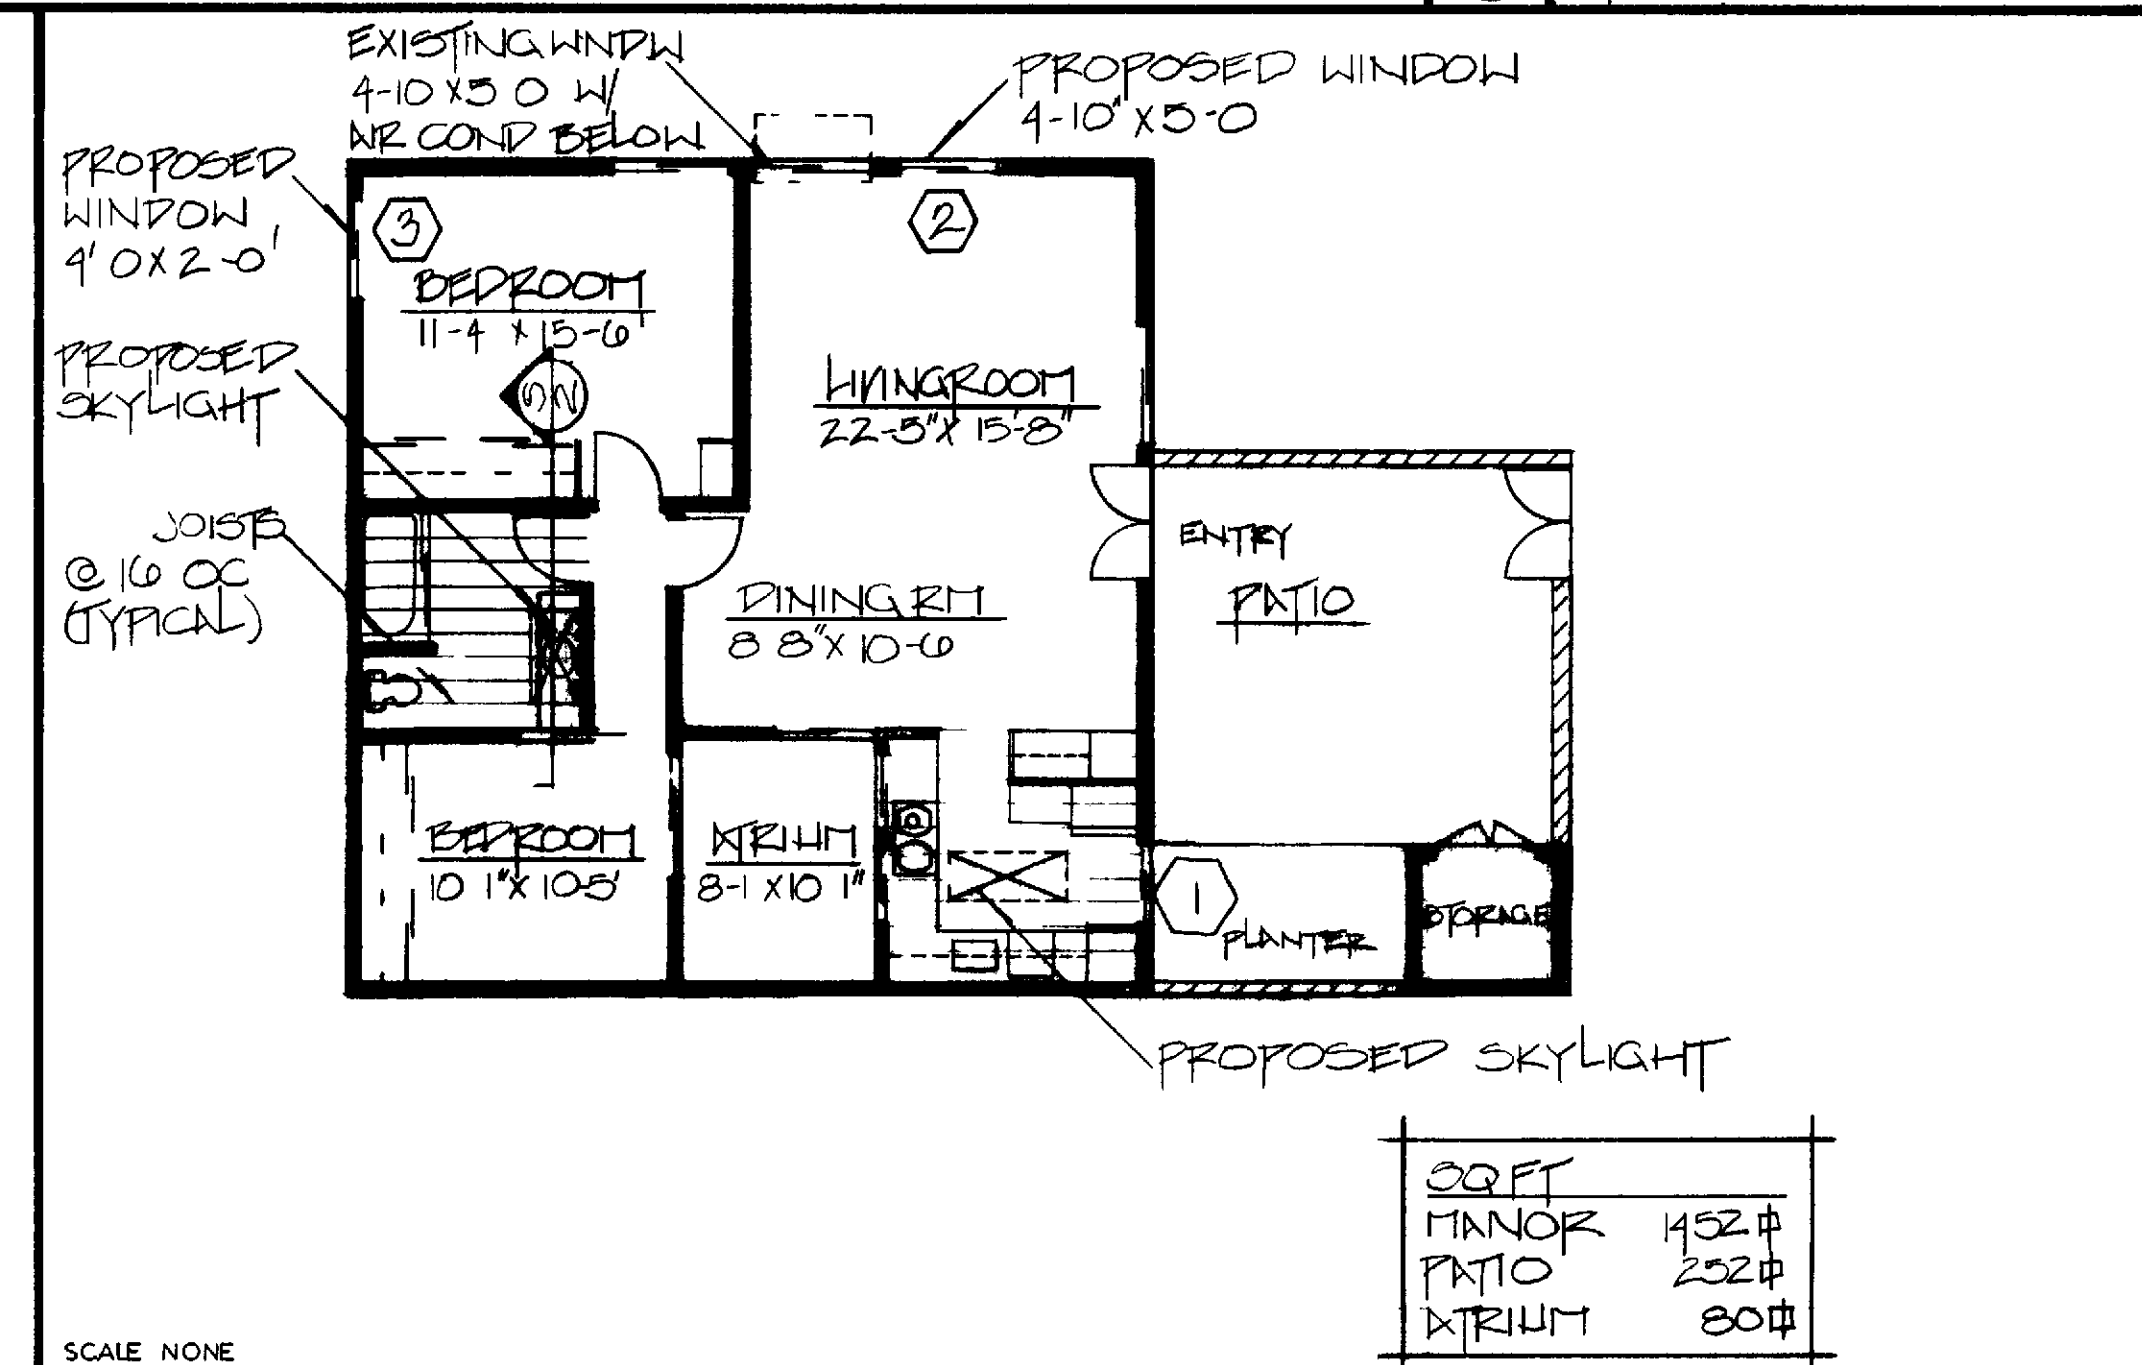 EXISTING WNDW
4-10 X5 0 W/
AIR COND BELOW
PROPOSED WINDOW
4-10" X 5-0
PROPOSED
WINDOW
4' 0 X 2-0'
3
2
BEDROOM
11-4 X 15-6'
PROPOSED
SKYLIGHT
S2
LIVINGROOM
22-5" X 15'-8"
JOISTS
@ 16 OC
(TYPICAL)
ENTRY
PATIO
DINING RM
8 8" X 10-6
BEDROOM
10 1" X 10-5'
ATRIUM
8-1 X 10 1"
1
PLANTER
STORAGE
PROPOSED SKYLIGHT
SQ FT
MANOR 1452
PATIO 252
ATRIUM 80
SCALE NONE